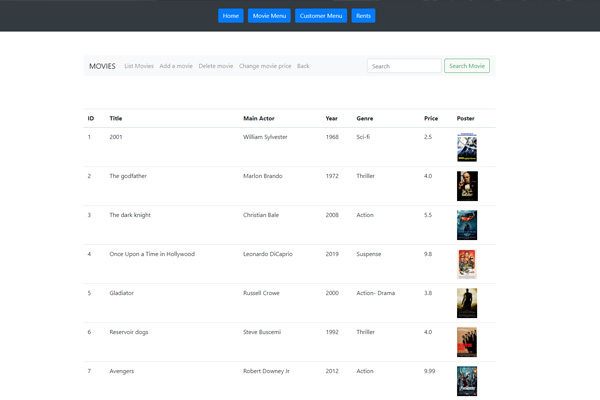 Home Movie Menu Customer Menu Rents
MOVIES List Movies Add a movie Delete movie Change movie price Back Search Search Movie
ID Title Main Actor Year Genre Price Poster
1 2001 William Sylvester 1968 Sci-fi 2.5
2 The godfather Marlon Brando 1972 Thriller 4.0
3 The dark knight Christian Bale 2008 Action 5.5
4 Once Upon a Time in Hollywood Leonardo DiCaprio 2019 Suspense 9.8
5 Gladiator Russell Crowe 2000 Action- Drama 3.8
6 Reservoir dogs Steve Buscemi 1992 Thriller 4.0
7 Avengers Robert Downey Jr 2012 Action 9.99